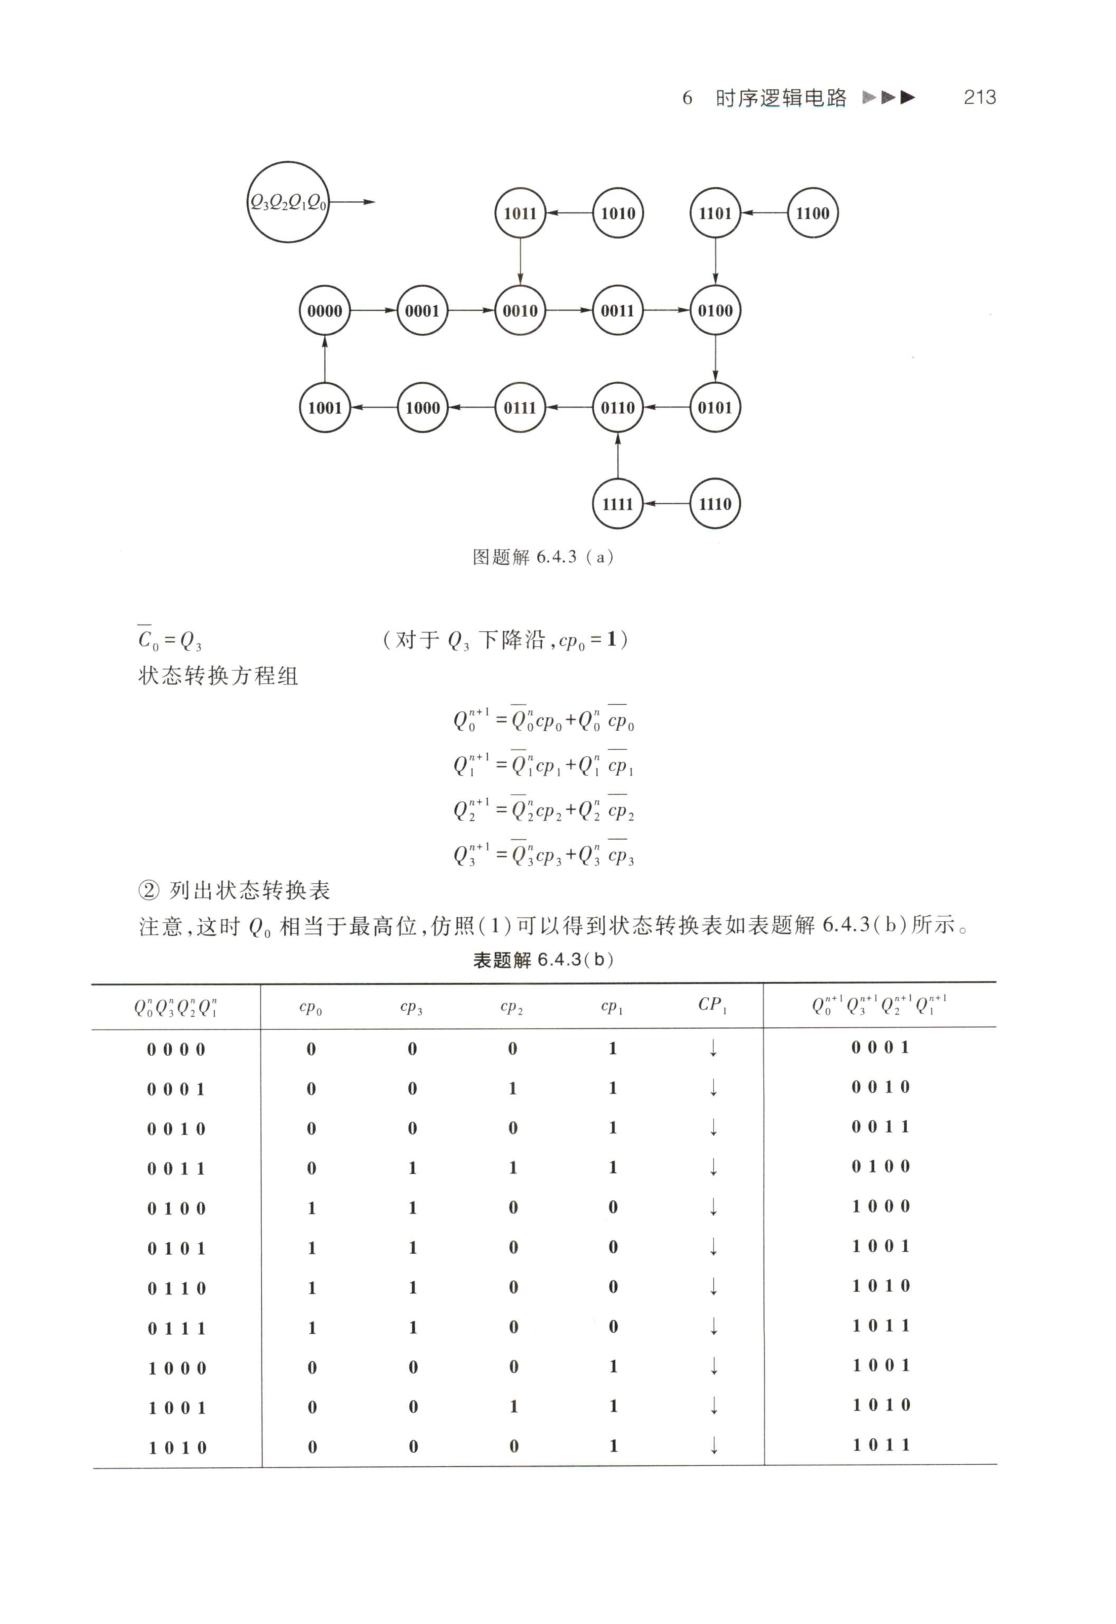 6 时序逻辑电路 ▶▶▶ 213
Q₃Q₂Q₁Q₀
1011 1010 1101 1100
0000 0001 0010 0011 0100
1001 1000 0111 0110 0101
1111 1110
图题解 6.4.3（a）
C̅₀=Q₃ （对于 Q₃ 下降沿,cp₀=1）
状态转换方程组
Q₀ⁿ⁺¹=Q̅₀ⁿcp₀+Q₀ⁿ c̅p̅₀
Q₁ⁿ⁺¹=Q̅₁ⁿcp₁+Q₁ⁿ c̅p̅₁
Q₂ⁿ⁺¹=Q̅₂ⁿcp₂+Q₂ⁿ c̅p̅₂
Q₃ⁿ⁺¹=Q̅₃ⁿcp₃+Q₃ⁿ c̅p̅₃
② 列出状态转换表
注意,这时 Q₀ 相当于最高位,仿照(1)可以得到状态转换表如表题解 6.4.3(b)所示。
表题解 6.4.3(b)
Q₀ⁿQ₃ⁿQ₂ⁿQ₁ⁿ cp₀ cp₃ cp₂ cp₁ CP₁ Q₀ⁿ⁺¹Q₃ⁿ⁺¹Q₂ⁿ⁺¹Q₁ⁿ⁺¹
0 0 0 0 0 0 0 1 ↓ 0 0 0 1
0 0 0 1 0 0 1 1 ↓ 0 0 1 0
0 0 1 0 0 0 0 1 ↓ 0 0 1 1
0 0 1 1 0 1 1 1 ↓ 0 1 0 0
0 1 0 0 1 1 0 0 ↓ 1 0 0 0
0 1 0 1 1 1 0 0 ↓ 1 0 0 1
0 1 1 0 1 1 0 0 ↓ 1 0 1 0
0 1 1 1 1 1 0 0 ↓ 1 0 1 1
1 0 0 0 0 0 0 1 ↓ 1 0 0 1
1 0 0 1 0 0 1 1 ↓ 1 0 1 0
1 0 1 0 0 0 0 1 ↓ 1 0 1 1